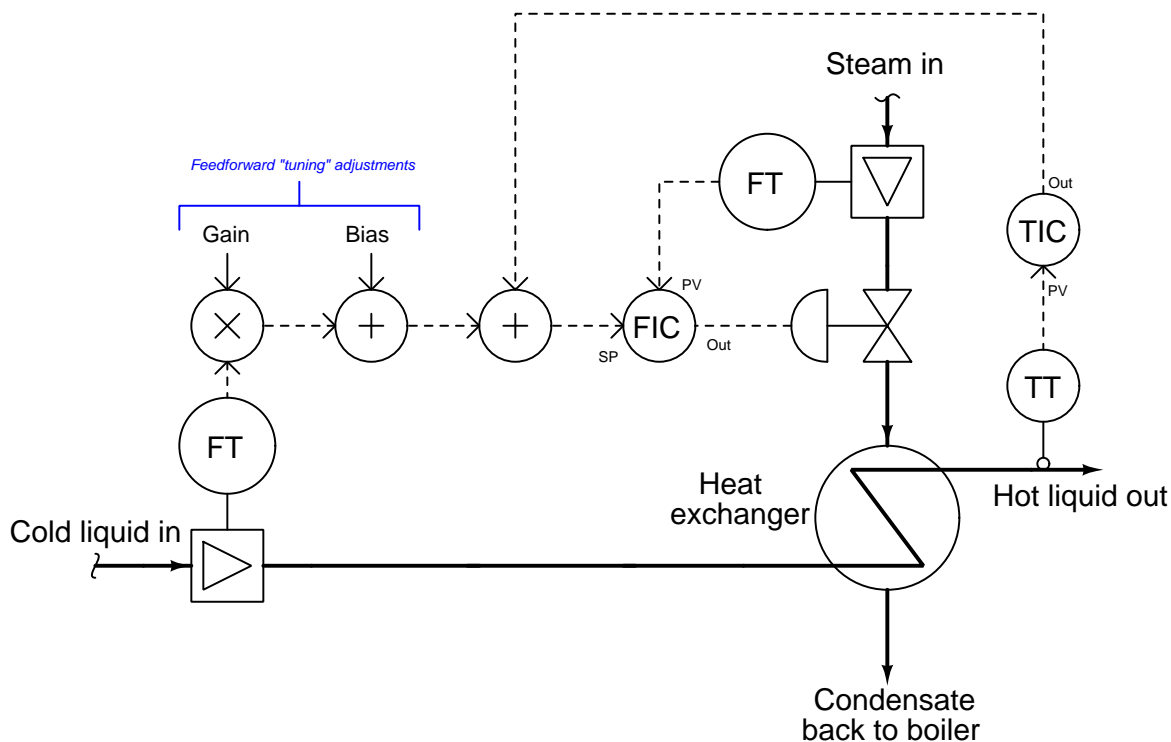 Steam in
Feedforward "tuning" adjustments
Out
FT
TIC
Gain
Bias
PV
PV
×
+
+
FIC
SP
Out
TT
FT
Heat
exchanger
Hot liquid out
Cold liquid in
Condensate
back to boiler